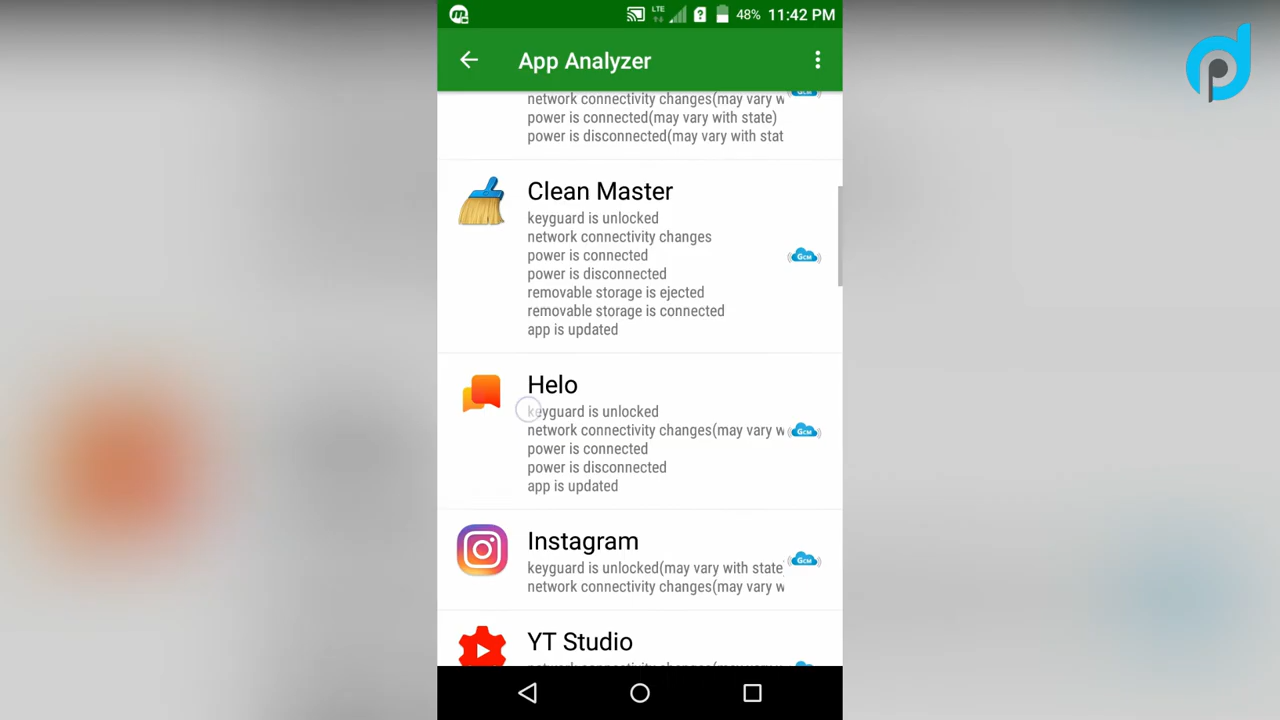 LTE
48% 11:42 PM
App Analyzer
network connectivity changes(may vary w
power is connected(may vary with state)
power is disconnected(may vary with stat
Clean Master
keyguard is unlocked
network connectivity changes
power is connected
GCM
power is disconnected
removable storage is ejected
removable storage is connected
app is updated
Helo
keyguard is unlocked
network connectivity changes(may vary w
GCM
power is connected
power is disconnected
app is updated
Instagram
keyguard is unlocked(may vary with state
GCM
network connectivity changes(may vary w
YT Studio